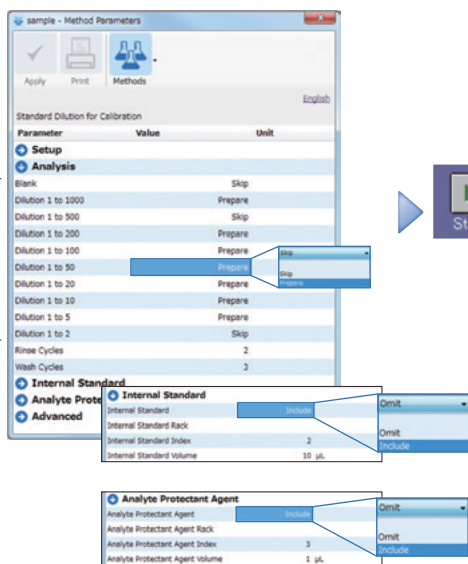 sample - Method Parameters
Apply Print Methods
English
Standard Dilution for Calibration
Parameter Value Unit
Setup
Analysis
Blank Skip
Dilution 1 to 1000 Prepare
Dilution 1 to 500 Skip
Dilution 1 to 200 Prepare
Dilution 1 to 100 Prepare
Dilution 1 to 50 Prepare
Skip
Skip
Prepare
Dilution 1 to 20 Prepare
Dilution 1 to 10 Prepare
Dilution 1 to 5 Prepare
Dilution 1 to 2 Skip
Rinse Cycles 2
Wash Cycles 3
Internal Standard
Analyte Prote
Advanced
Internal Standard
Internal Standard Include
Internal Standard Rack
Internal Standard Index 2
Internal Standard Volume 10 µL
Omit
Omit
Include
Analyte Protectant Agent
Analyte Protectant Agent Include
Analyte Protectant Agent Rack
Analyte Protectant Agent Index 3
Analyte Protectant Agent Volume 1 µL
Omit
Omit
Include
St